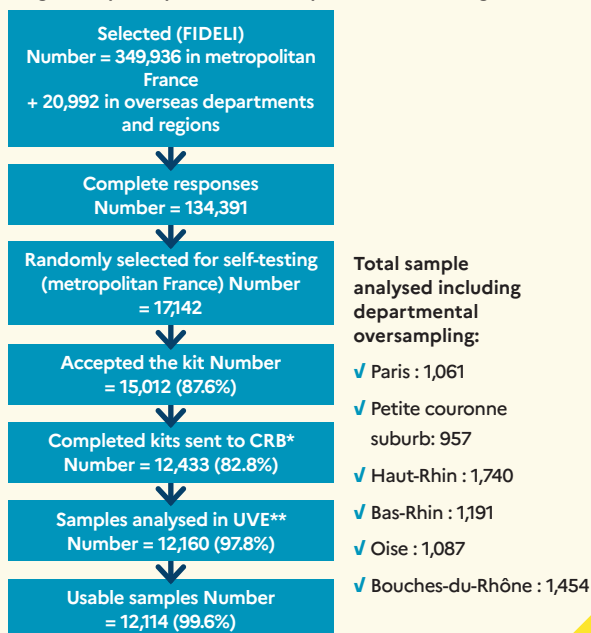 Selected (FIDELI)
Number = 349,936 in metropolitan
France
+ 20,992 in overseas departments
and regions
Complete responses
Number = 134,391
Randomly selected for self-testing
(metropolitan France) Number
= 17,142
Accepted the kit Number
= 15,012 (87.6%)
Completed kits sent to CRB*
Number = 12,433 (82.8%)
Samples analysed in UVE**
Number = 12,160 (97.8%)
Usable samples Number
= 12,114 (99.6%)
Total sample
analysed including
departmental
oversampling:
√ Paris : 1,061
√ Petite couronne
suburb: 957
√ Haut-Rhin : 1,740
√ Bas-Rhin : 1,191
√ Oise : 1,087
√ Bouches-du-Rhône : 1,454